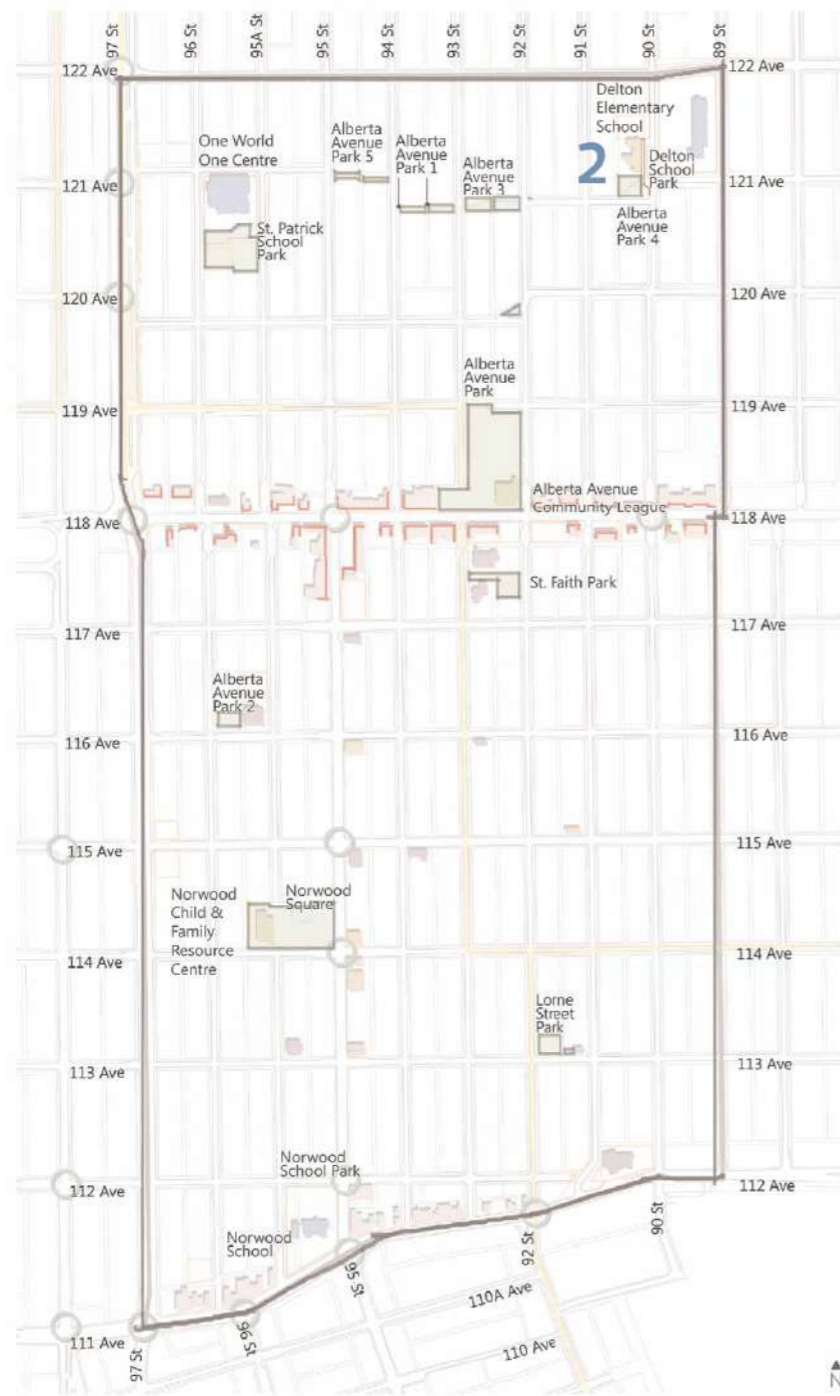 97 St
96 St
95A St
95 St
94 St
93 St
92 St
91 St
90 St
89 St
122 Ave
122 Ave
Delton
Elementary
School
One World
One Centre
Alberta
Avenue
Park 5
Alberta
Avenue
Park 1
Alberta
Avenue
Park 3
2
Delton
School
Park
121 Ave
121 Ave
Alberta
Avenue
Park 4
St. Patrick
School
Park
120 Ave
120 Ave
Alberta
Avenue
Park
119 Ave
119 Ave
Alberta Avenue
Community League
118 Ave
118 Ave
St. Faith Park
117 Ave
117 Ave
Alberta
Avenue
Park 2
116 Ave
116 Ave
115 Ave
115 Ave
Norwood
Child &
Family
Resource
Centre
Norwood
Square
114 Ave
114 Ave
Lorne
Street
Park
113 Ave
113 Ave
Norwood
School Park
112 Ave
112 Ave
Norwood
School
95 St
92 St
90 St
110A Ave
111 Ave
97 St
96 St
110 Ave
N